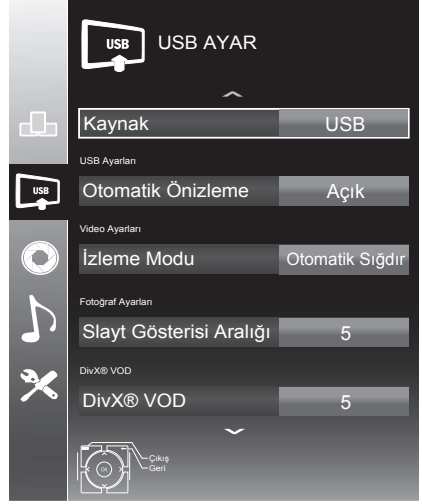 USB USB AYAR
Kaynak USB
USB Ayarları
USB
Otomatik Önizleme Açık
Video Ayarları
İzleme Modu Otomatik Sığdır
Fotoğraf Ayarları
Slayt Gösterisi Aralığı 5
DivX® VOD
DivX® VOD 5
Çıkış
OK
Geri